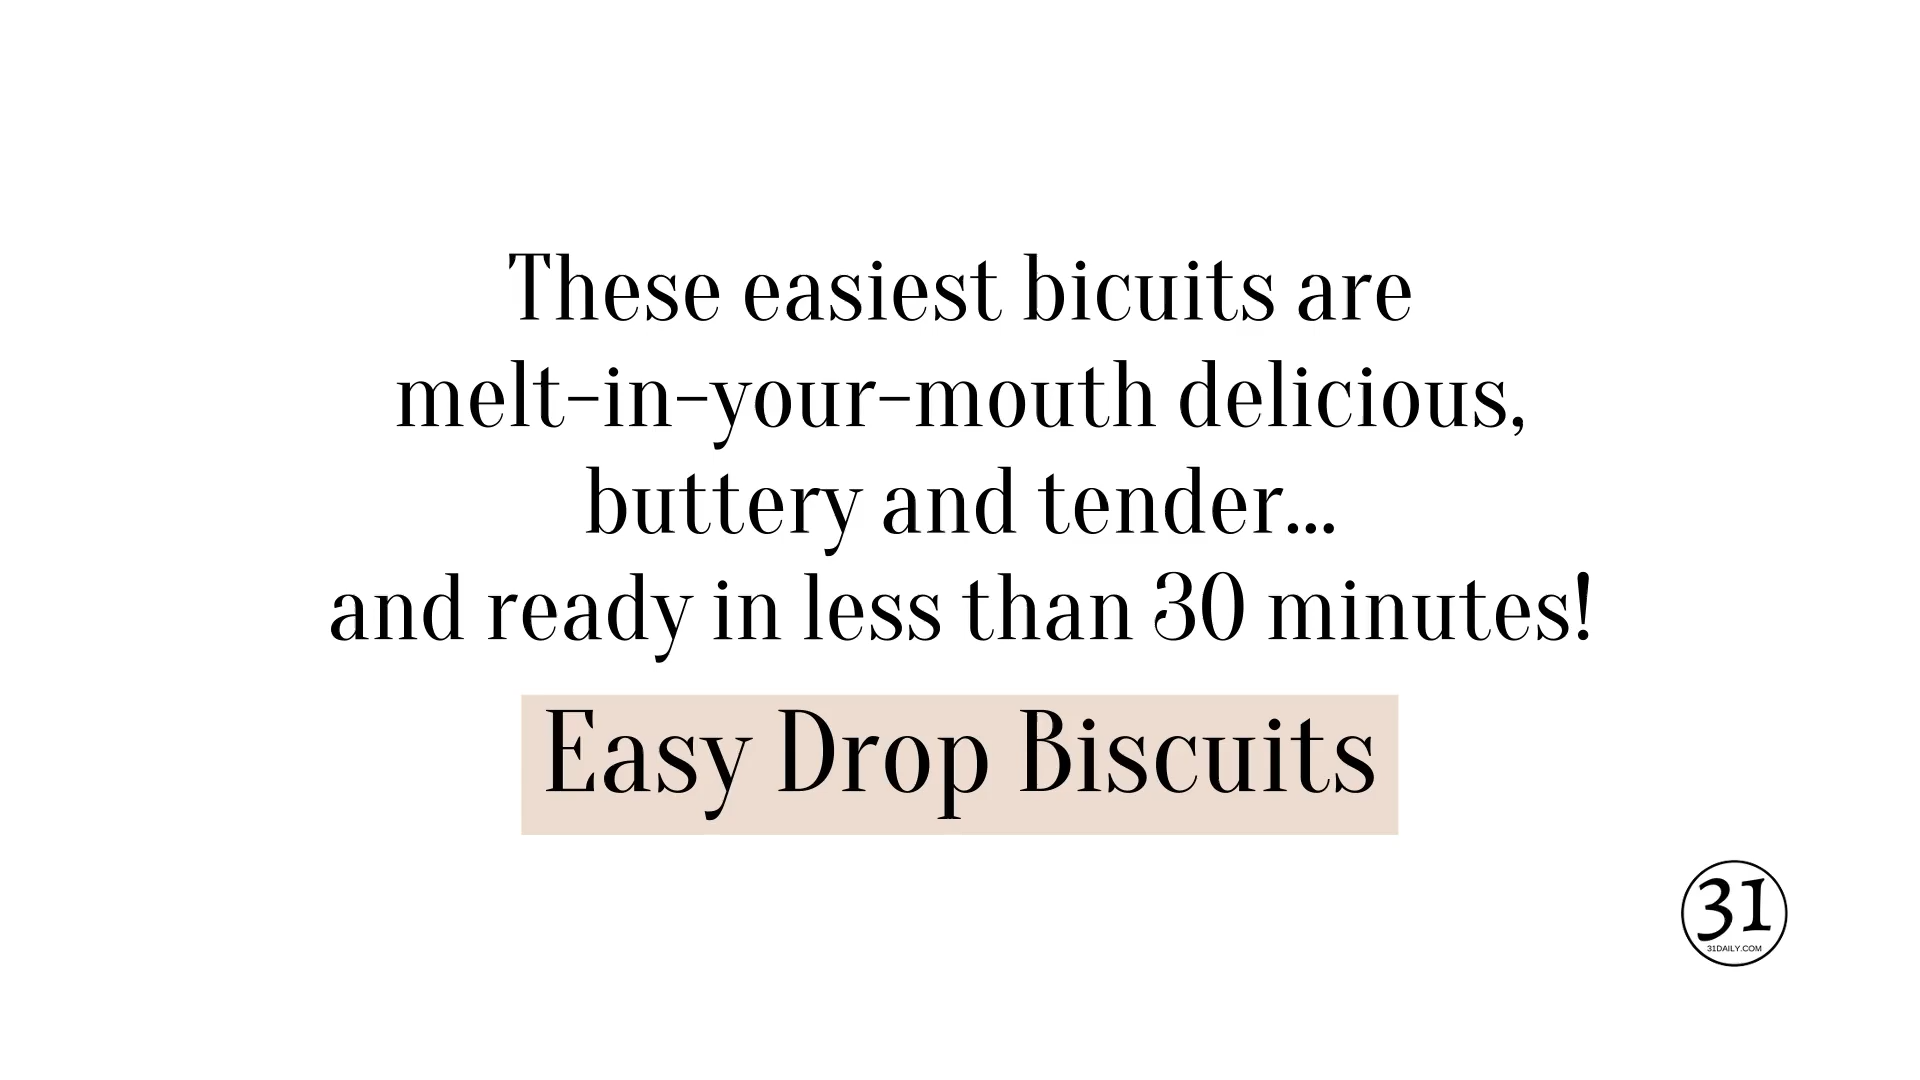 These easiest bicuits are
melt-in-your-mouth delicious,
buttery and tender...
and ready in less than 30 minutes!
Easy Drop Biscuits
31
31DAILY.COM